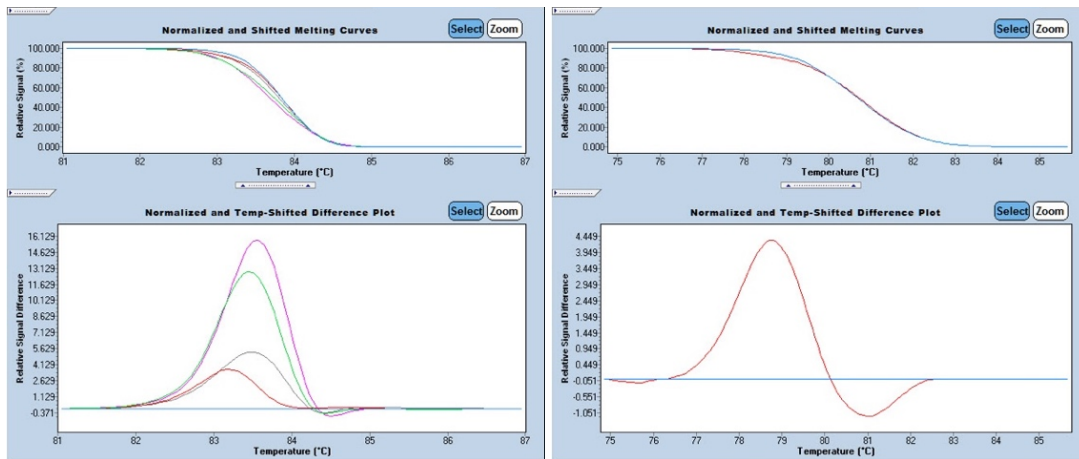 Normalized and Shifted Melting Curves
Select Zoom
Relative Signal (%)
100.000
80.000
60.000
40.000
20.000
0.000
81 82 83 84 85 86 87
Temperature (°C)
Normalized and Temp-Shifted Difference Plot
Select Zoom
Relative Signal Difference
16.129
14.629
13.129
11.629
10.129
8.629
7.129
5.629
4.129
2.629
1.129
-0.371
81 82 83 84 85 86 87
Temperature (°C)
Normalized and Shifted Melting Curves
Select Zoom
Relative Signal (%)
100.000
80.000
60.000
40.000
20.000
0.000
75 76 77 78 79 80 81 82 83 84 85
Temperature (°C)
Normalized and Temp-Shifted Difference Plot
Select Zoom
Relative Signal Difference
4.449
3.949
3.449
2.949
2.449
1.949
1.449
0.949
0.449
-0.051
-0.551
-1.051
75 76 77 78 79 80 81 82 83 84 85
Temperature (°C)